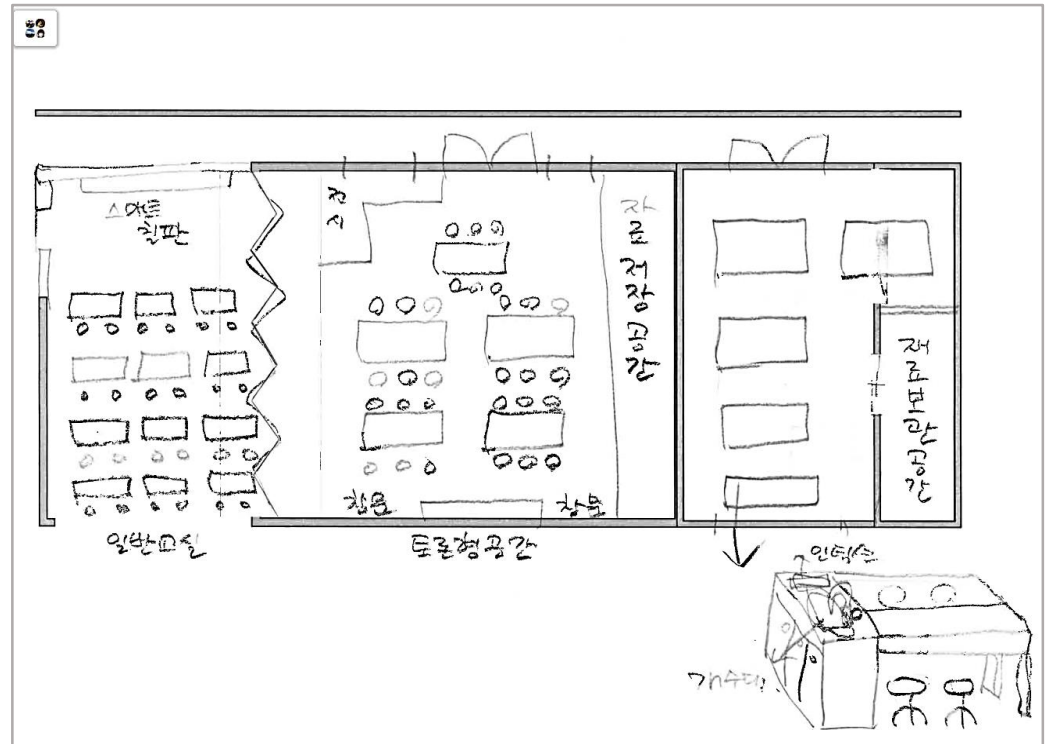 스마트
칠판
전시
자료 저장 공간
재료보관공간
창문
창문
일반교실
토론형공간
인덕션
개수대